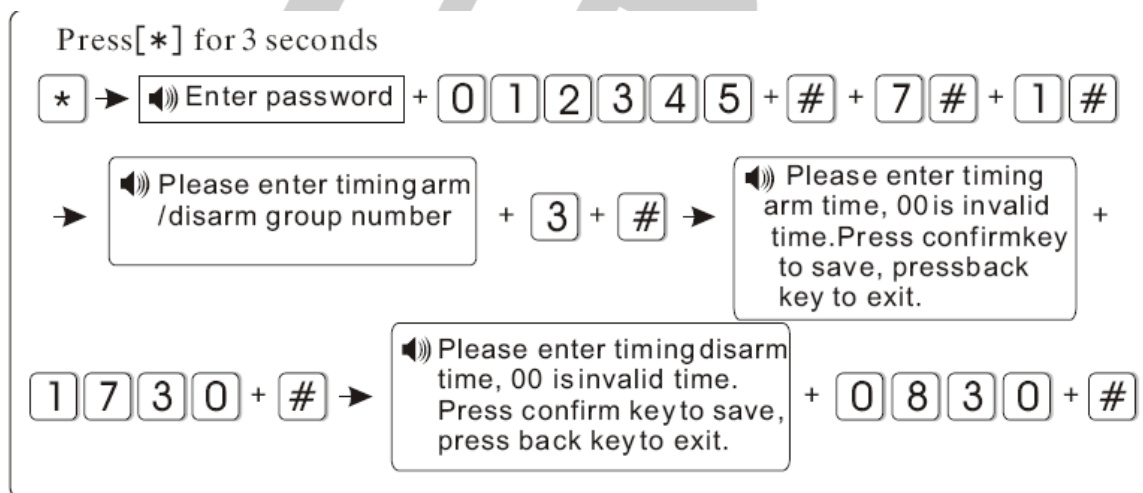 Press[*] for 3 seconds
* Enter password + 0 1 2 3 4 5 + # + 7 # + 1 #
Please enter timingarm
/disarm group number
+ 3 + #
Please enter timing
arm time, 00 is invalid
time.Press confirmkey
to save, pressback
key to exit.
+
1 7 3 0 + #
Please enter timingdisarm
time, 00 isinvalid time.
Press confirm keyto save,
press back keyto exit.
+ 0 8 3 0 + #